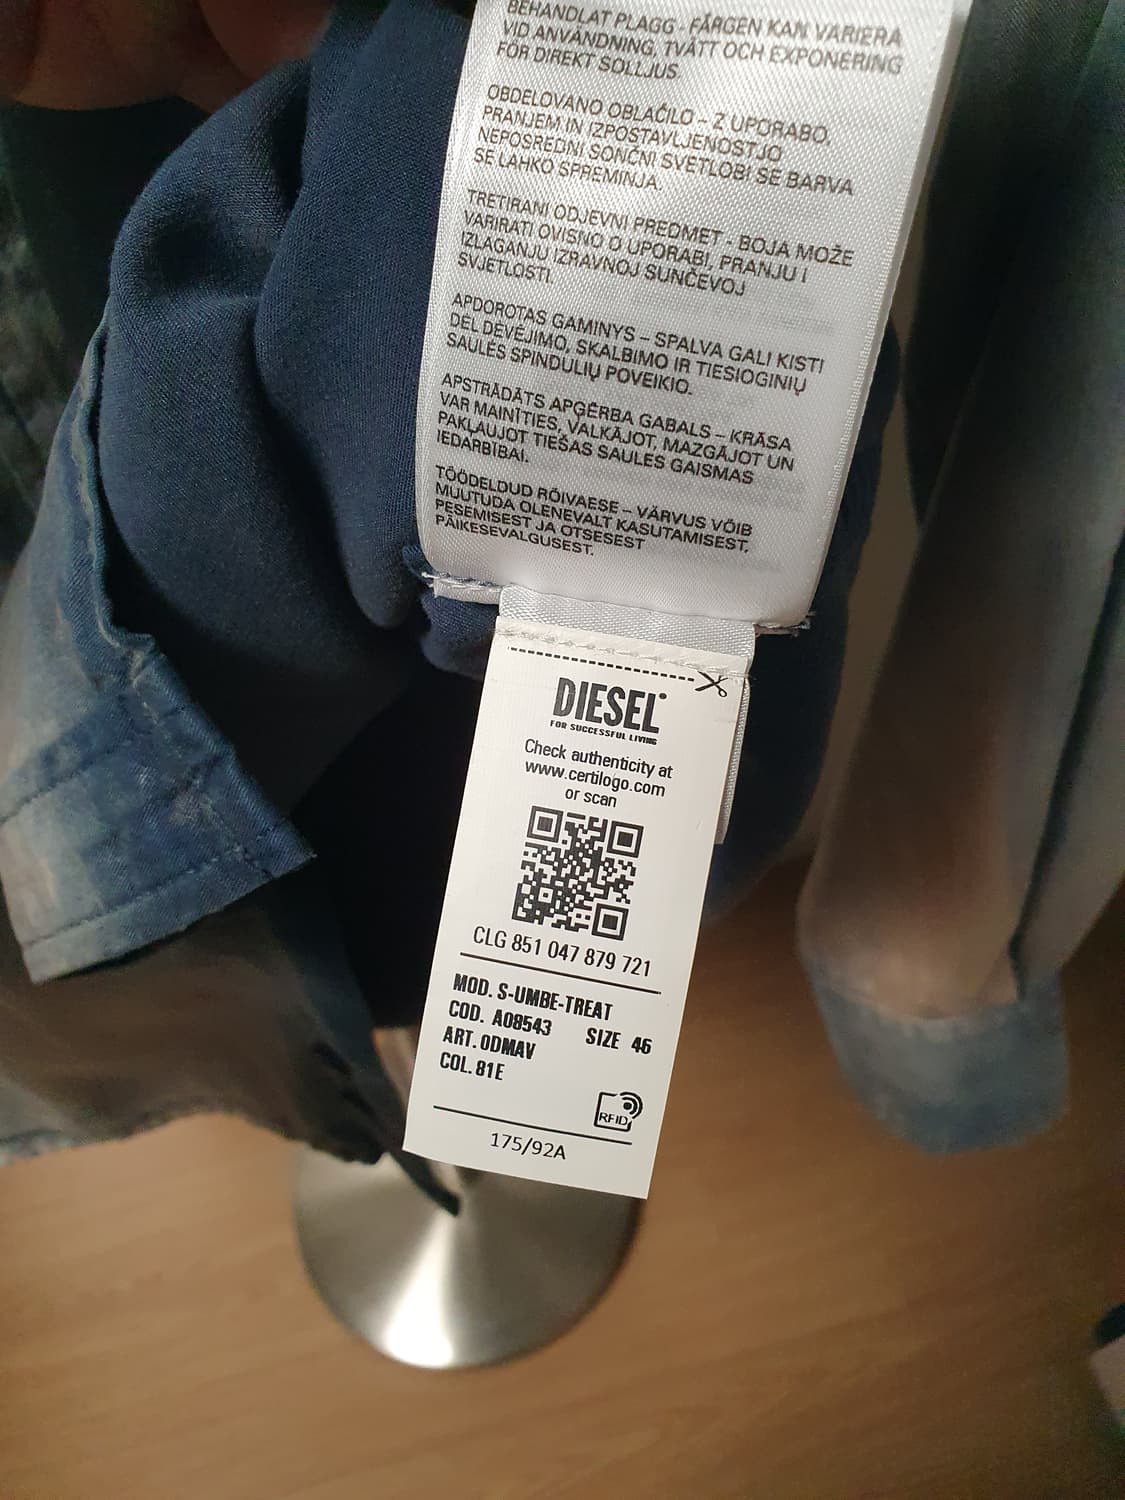 BEHANDLAT PLAGG - FÄRGEN KAN VARIERA
VID ANVÄNDNING, TVÄTT OCH EXPONERING
FÖR DIREKT SOLLJUS.
OBDELOVANO OBLAČILO – Z UPORABO,
PRANJEM IN IZPOSTAVLJENOSTJO
NEPOSREDNI SONČNI SVETLOBI SE BARVA
SE LAHKO SPREMINJA.
TRETIRANI ODJEVNI PREDMET - BOJA MOŽE
VARIRATI OVISNO O UPORABI, PRANJU I
IZLAGANJU IZRAVNOJ SUNČEVOJ
SVJETLOSTI.
APDOROTAS GAMINYS – SPALVA GALI KISTI
DĖL DĖVĖJIMO, SKALBIMO IR TIESIOGINIŲ
SAULĖS SPINDULIŲ POVEIKIO.
APSTRĀDĀTS APĢĒRBA GABALS – KRĀSA
VAR MAINĪTIES, VALKĀJOT, MAZGĀJOT UN
PAKĻAUJOT TIEŠAS SAULES GAISMAS
IEDARBĪBAI.
TÖÖDELDUD RÕIVAESE – VÄRVUS VÕIB
MUUTUDA OLENEVALT KASUTAMISEST,
PESEMISEST JA OTSESEST
PÄIKESEVALGUSEST.
DIESEL
FOR SUCCESSFUL LIVING
Check authenticity at
www.certilogo.com
or scan
CLG 851 047 879 721
MOD. S-UMBE-TREAT
COD. A08543 SIZE 46
ART. 0DMAV
COL. 81E
RFID
175/92A